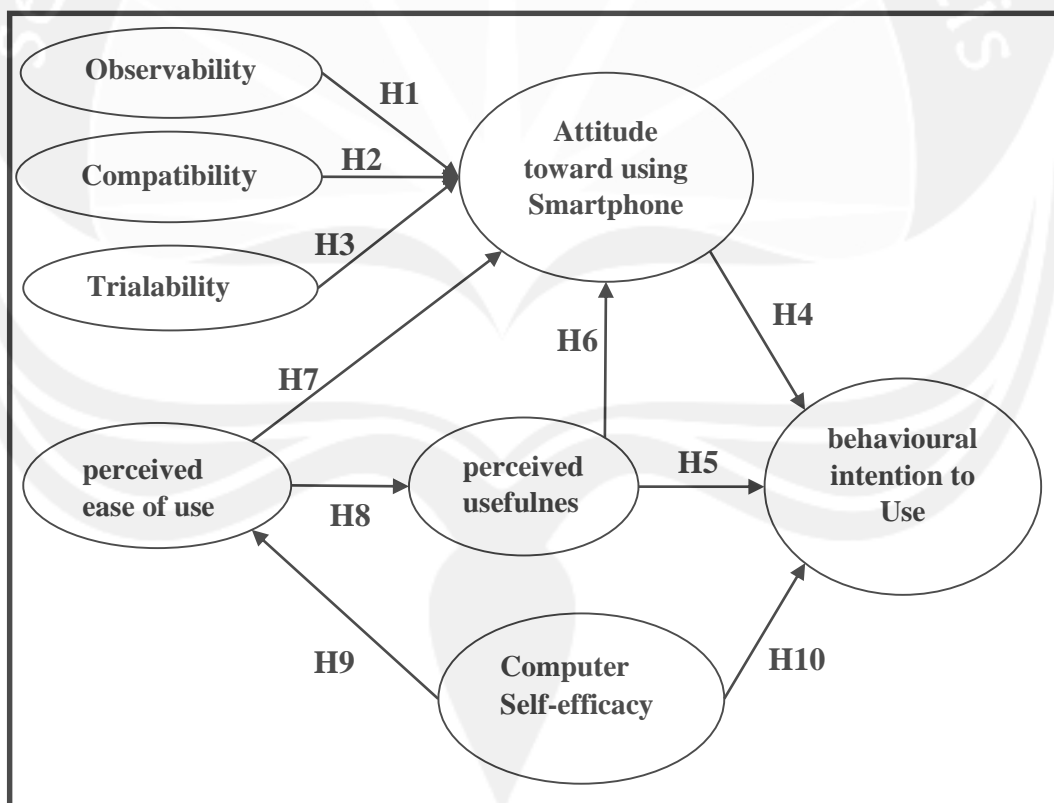 Observability
H1
Attitude
toward using
Smartphone
Compatibility
H2
H3
Trialability
H4
H6
H7
behavioural
intention to
Use
perceived
ease of use
perceived
usefulnes
H5
H8
Computer
Self-efficacy
H9
H10